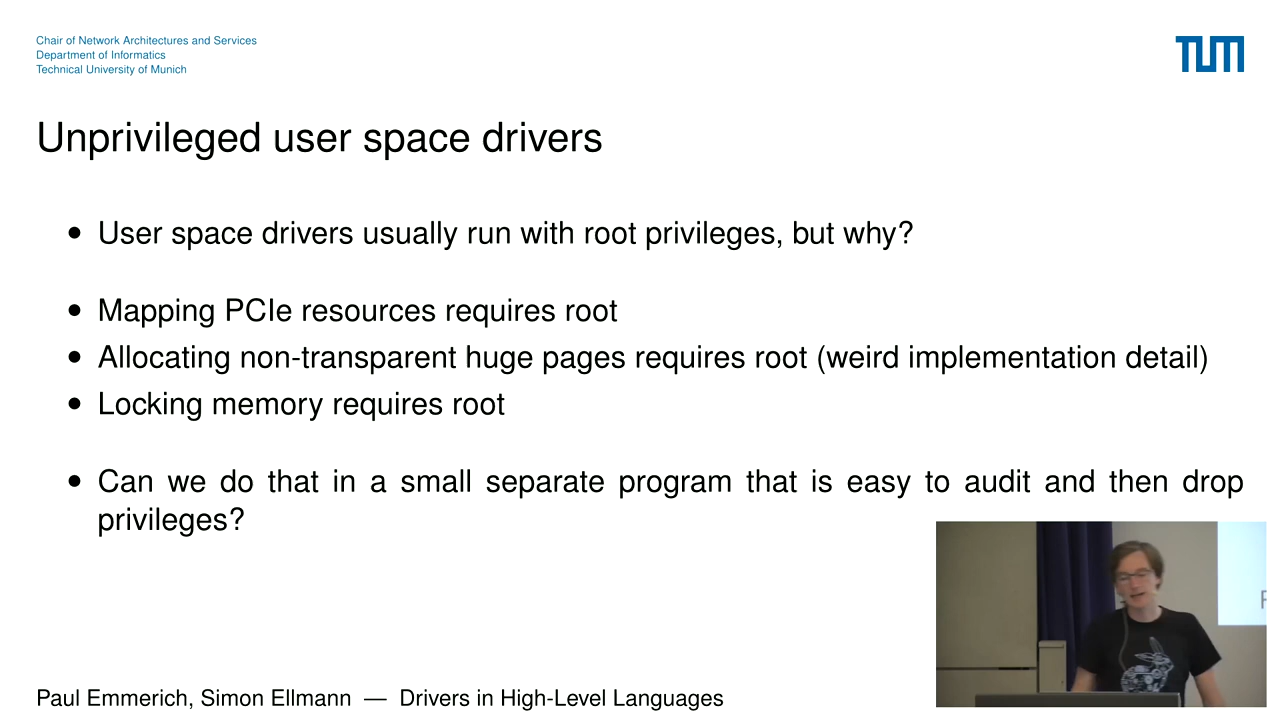 Chair of Network Architectures and Services
Department of Informatics
Technical University of Munich
TUM
Unprivileged user space drivers
• User space drivers usually run with root privileges, but why?
• Mapping PCIe resources requires root
• Allocating non-transparent huge pages requires root (weird implementation detail)
• Locking memory requires root
• Can we do that in a small separate program that is easy to audit and then drop
privileges?
Paul Emmerich, Simon Ellmann — Drivers in High-Level Languages